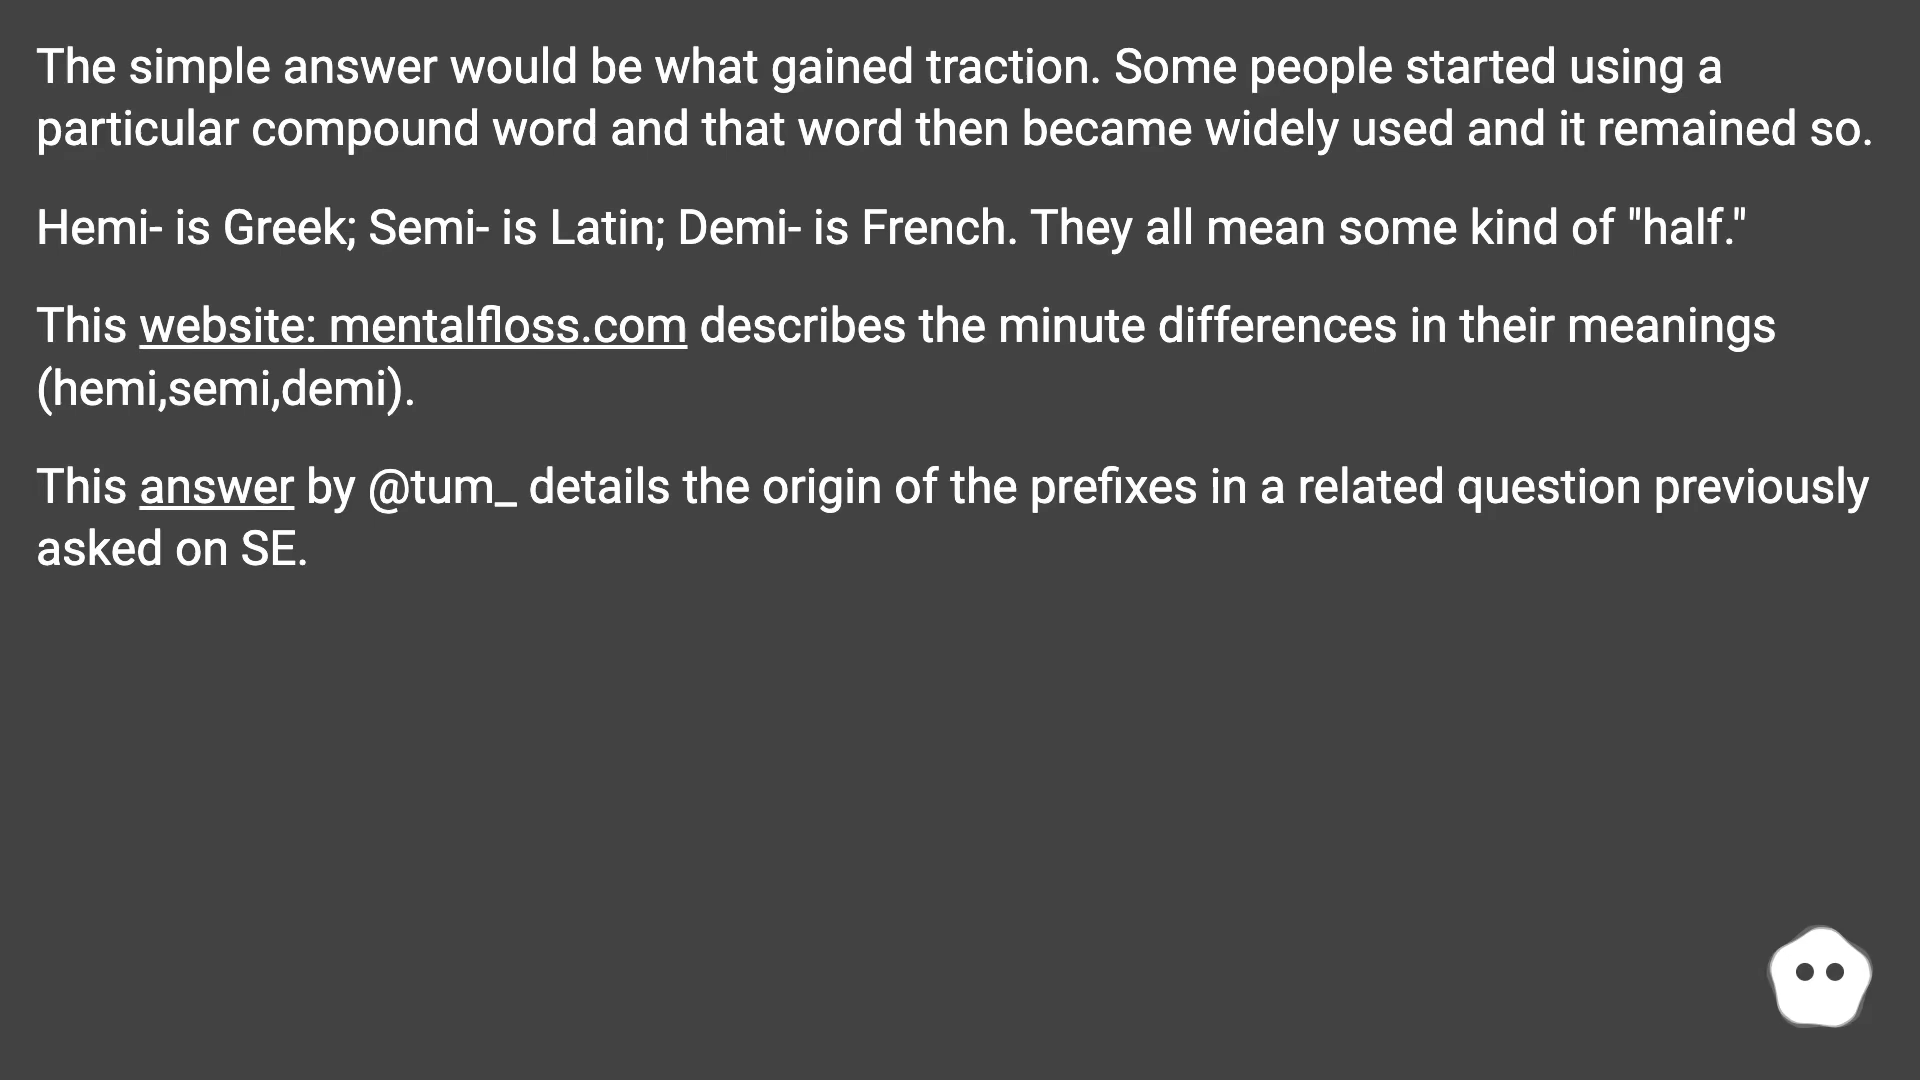 The simple answer would be what gained traction. Some people started using a
particular compound word and that word then became widely used and it remained so.
Hemi- is Greek; Semi- is Latin; Demi- is French. They all mean some kind of "half."
This website: mentalfloss.com describes the minute differences in their meanings
(hemi,semi,demi).
This answer by @tum_ details the origin of the prefixes in a related question previously
asked on SE.